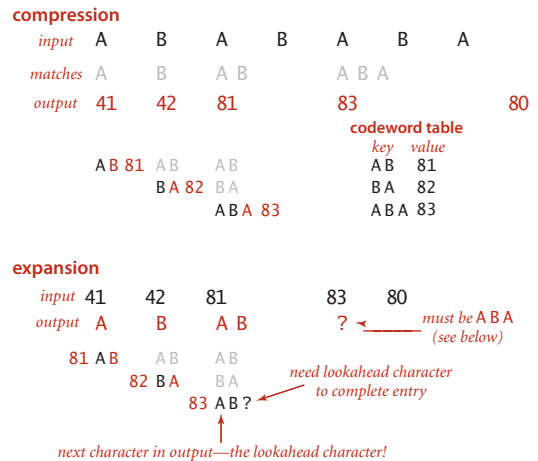 compression
input A B A B A B A
matches A B A B A B A
output 41 42 81 83 80
codeword table
key value
A B 81 A B A B A B 81
B A 82 B A B A 82
A B A 83 A B A 83
expansion
input 41 42 81 83 80
output A B A B ? must be A B A
(see below)
81 A B A B A B
need lookahead character
82 B A B A to complete entry
83 A B ?
next character in output—the lookahead character!